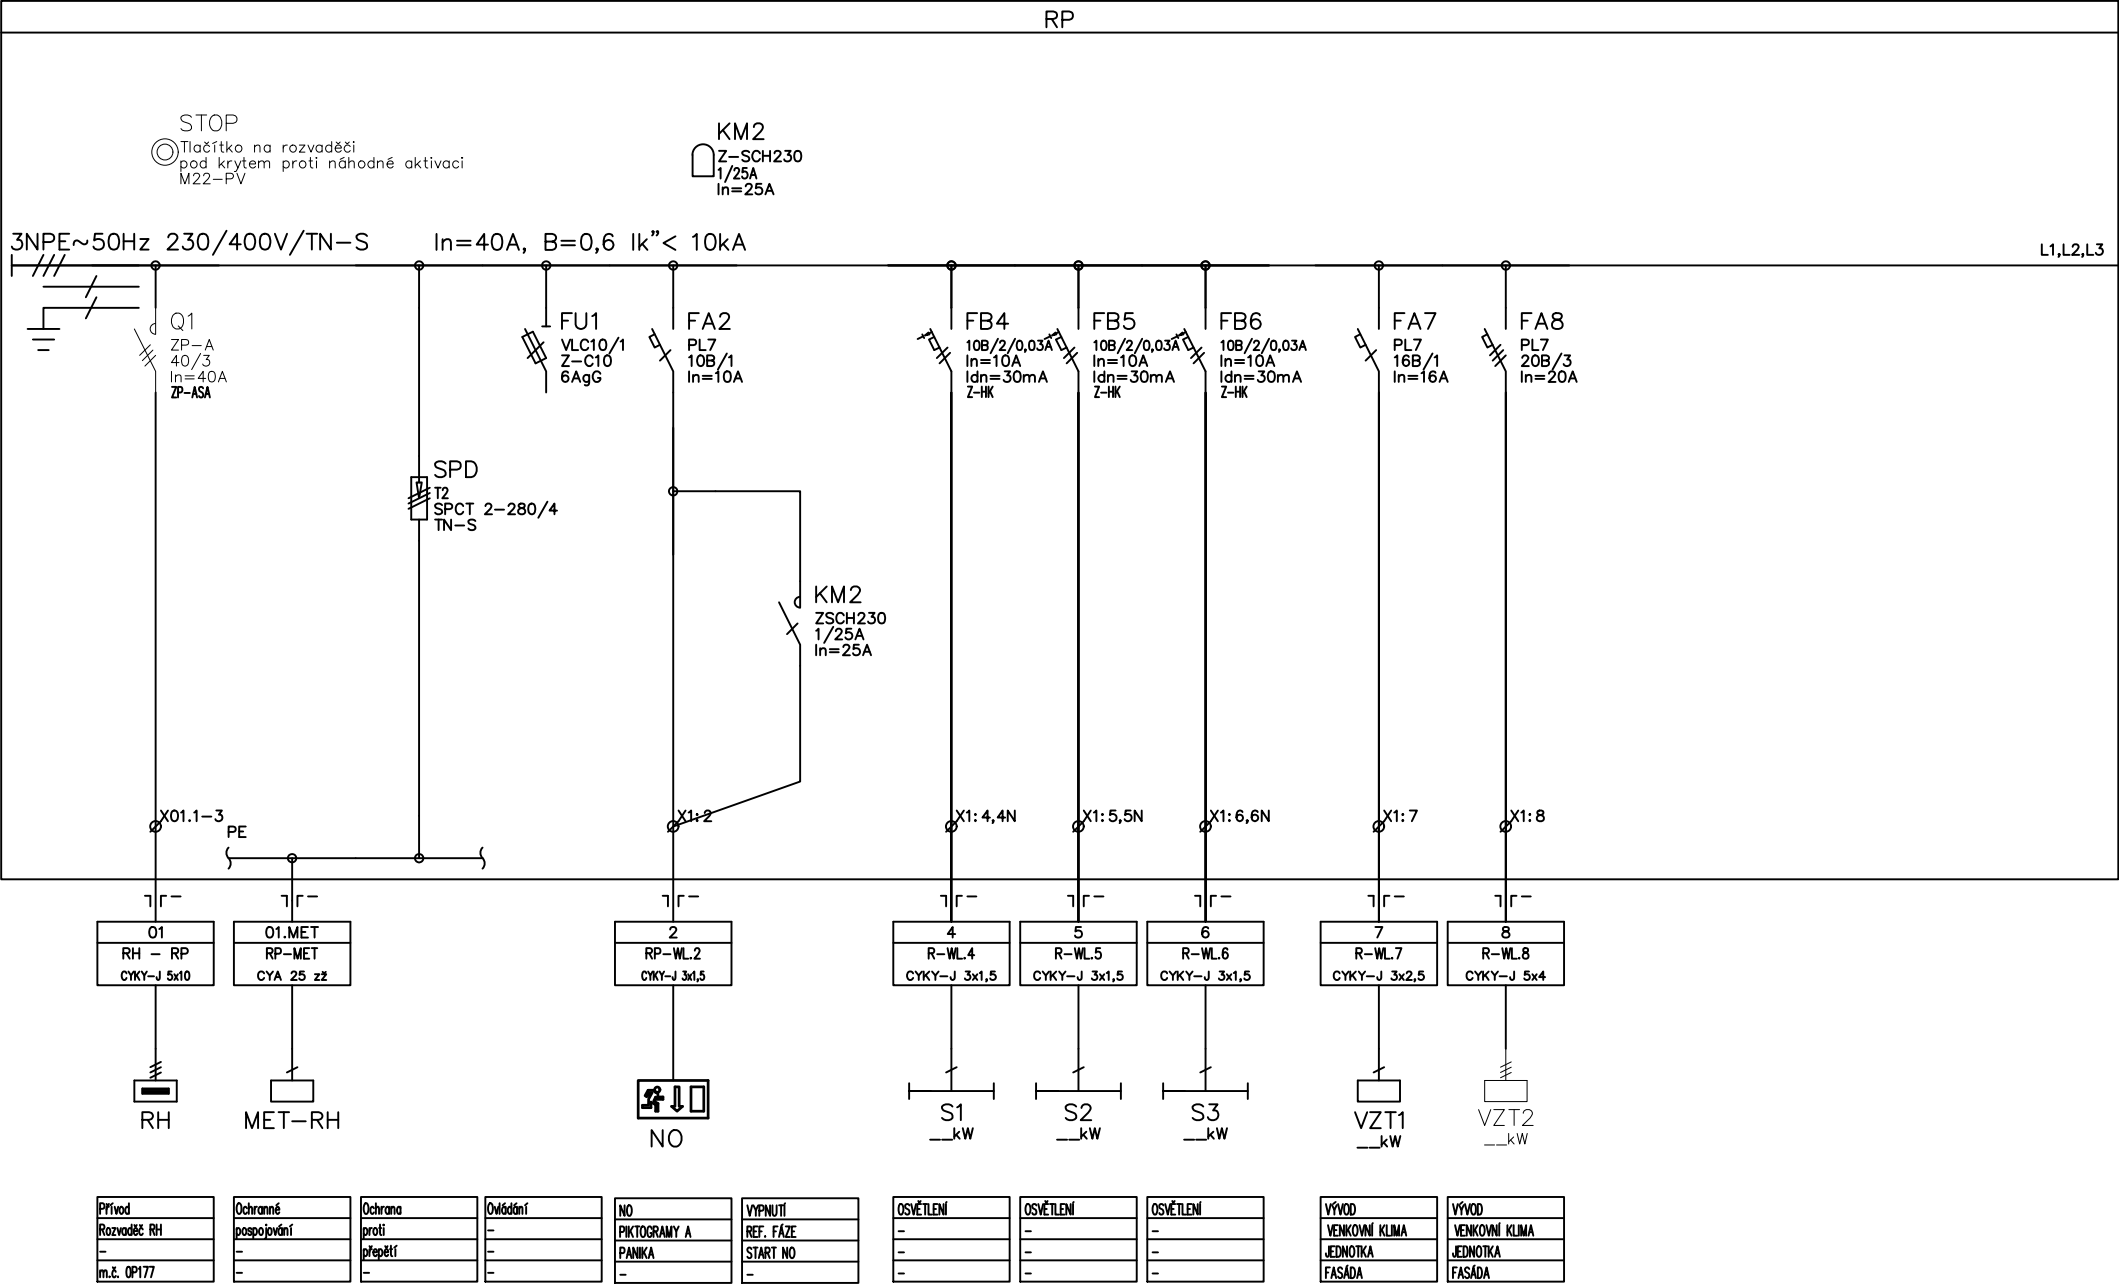 RP
STOP
Tlačítko na rozvaděči
pod krytem proti náhodné aktivaci
M22-PV
KM2
Z-SCH230
1/25A
In=25A
3NPE~50Hz 230/400V/TN-S
In=40A, B=0,6 Ik"< 10kA
L1,L2,L3
Q1
ZP-A
40/3
In=40A
ZP-ASA
FU1
VLC10/1
Z-C10
6AgG
FA2
PL7
10B/1
In=10A
FB4
10B/2/0,03A
In=10A
Idn=30mA
Z-HK
FB5
10B/2/0,03A
In=10A
Idn=30mA
Z-HK
FB6
10B/2/0,03A
In=10A
Idn=30mA
Z-HK
FA7
PL7
16B/1
In=16A
FA8
PL7
20B/3
In=20A
SPD
T2
SPCT 2-280/4
TN-S
KM2
ZSCH230
1/25A
In=25A
X01.1-3
PE
X1:2
X1:4,4N
X1:5,5N
X1:6,6N
X1:7
X1:8
01
RH - RP
CYKY-J 5x10
01.MET
RP-MET
CYA 25 zž
2
RP-WL.2
CYKY-J 3x1,5
4
R-WL.4
CYKY-J 3x1,5
5
R-WL.5
CYKY-J 3x1,5
6
R-WL.6
CYKY-J 3x1,5
7
R-WL.7
CYKY-J 3x2,5
8
R-WL.8
CYKY-J 5x4
RH
MET-RH
NO
S1
__kW
S2
__kW
S3
__kW
VZT1
__kW
VZT2
__kW
Přívod
Rozvaděč RH
-
m.č. 0P177
Ochranné
pospojování
-
-
Ochrana
proti
přepětí
-
Ovládání
-
-
-
NO
PIKTOGRAMY A
PANIKA
-
VYPNUTÍ
REF. FÁZE
START NO
-
OSVĚTLENÍ
-
-
-
OSVĚTLENÍ
-
-
-
OSVĚTLENÍ
-
-
-
VÝVOD
VENKOVNÍ KLIMA
JEDNOTKA
FASÁDA
VÝVOD
VENKOVNÍ KLIMA
JEDNOTKA
FASÁDA